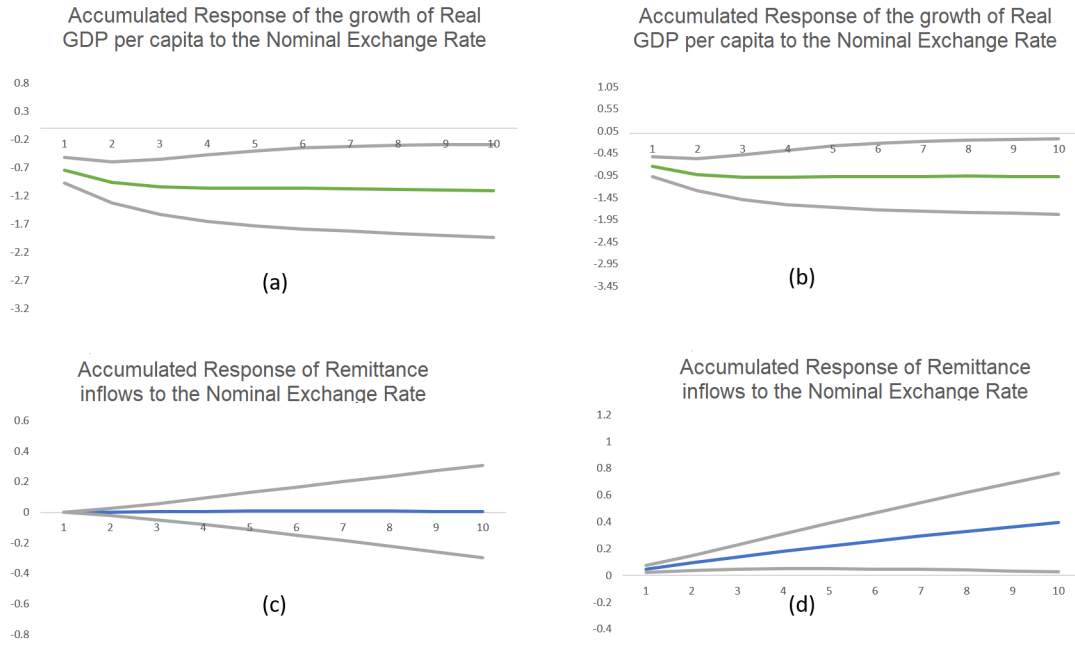 Accumulated Response of the growth of Real
GDP per capita to the Nominal Exchange Rate
0.8
0.3
-0.2
-0.7
-1.2
-1.7
-2.2
-2.7
-3.2
1 2 3 4 5 6 7 8 9 10
(a)
Accumulated Response of the growth of Real
GDP per capita to the Nominal Exchange Rate
1.05
0.55
0.05
-0.45
-0.95
-1.45
-1.95
-2.45
-2.95
-3.45
1 2 3 4 5 6 7 8 9 10
(b)
Accumulated Response of Remittance
inflows to the Nominal Exchange Rate
0.6
0.4
0.2
0
-0.2
-0.4
-0.6
-0.8
1 2 3 4 5 6 7 8 9 10
(c)
Accumulated Response of Remittance
inflows to the Nominal Exchange Rate
1.2
1
0.8
0.6
0.4
0.2
0
-0.2
-0.4
1 2 3 4 5 6 7 8 9 10
(d)